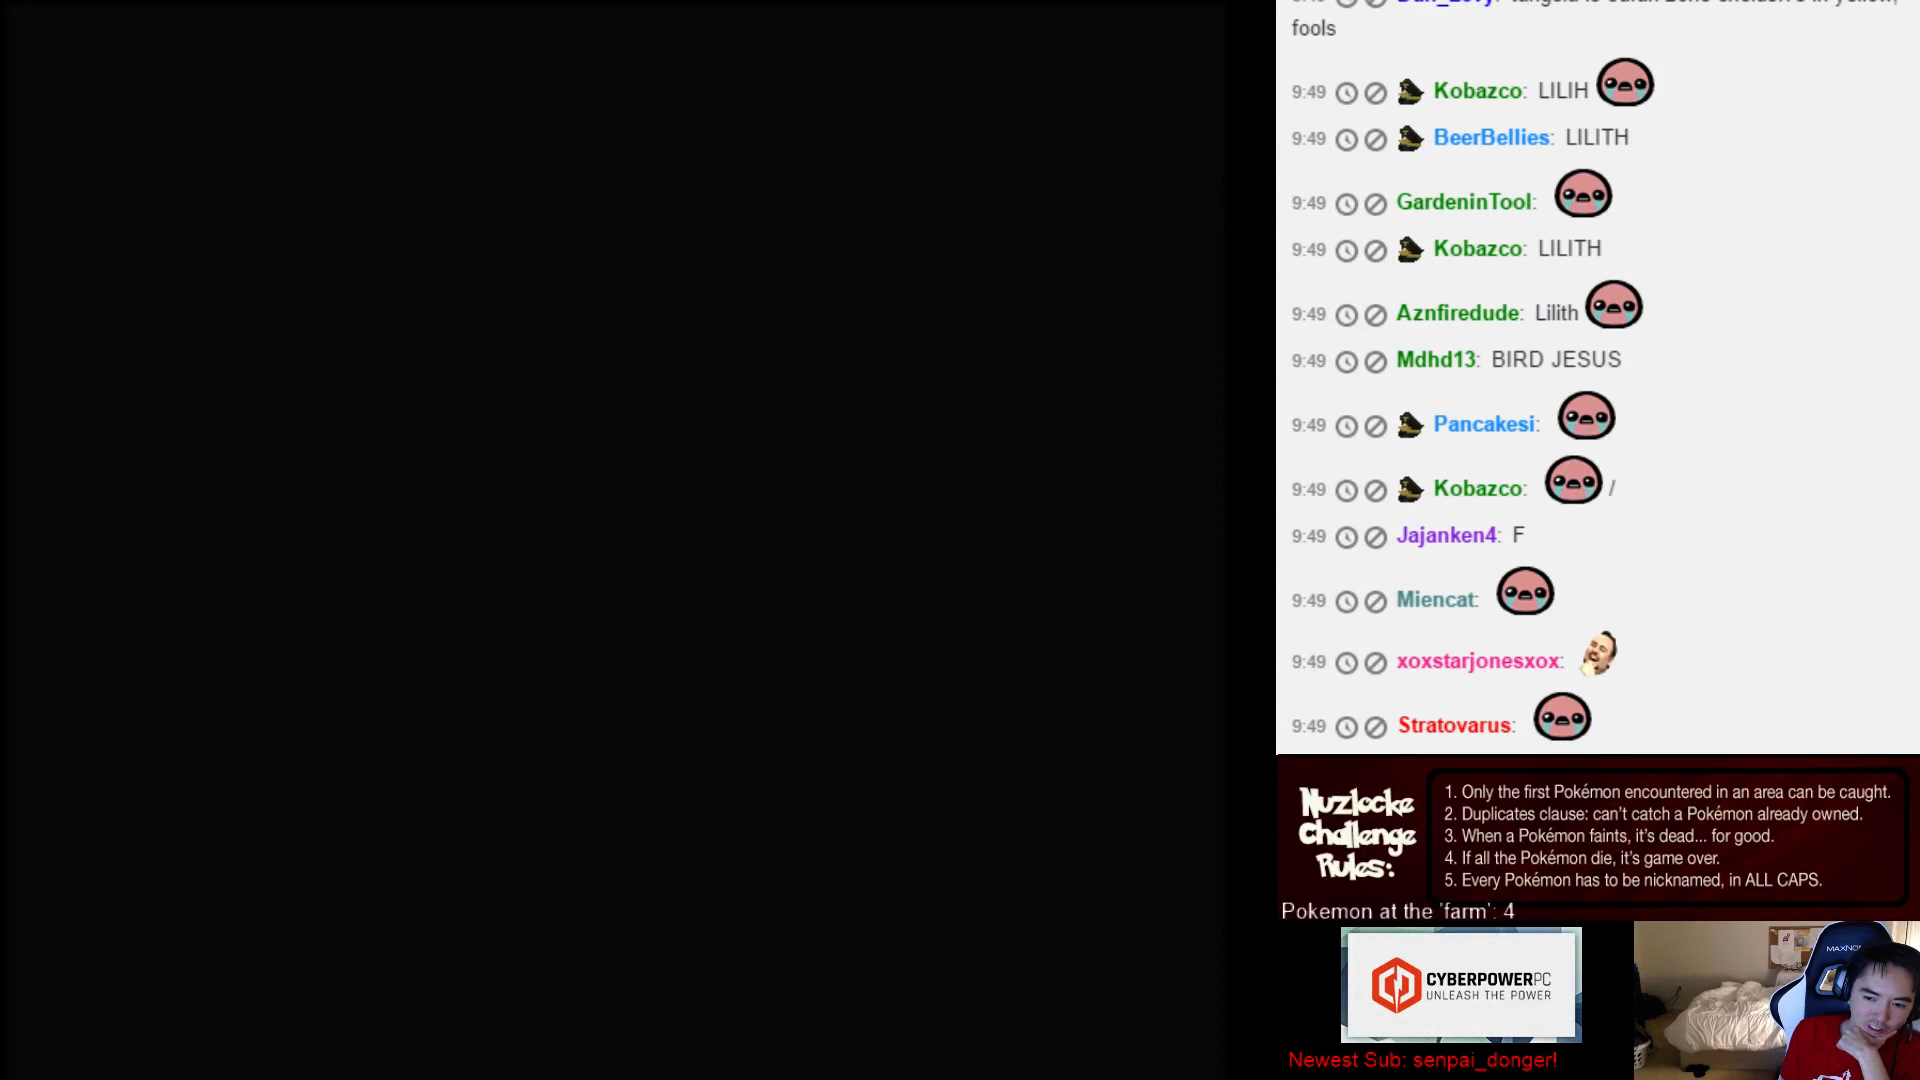 fools
9:49 Kobazco: LILIH
9:49 BeerBellies: LILITH
9:49 GardeninTool:
9:49 Kobazco: LILITH
9:49 Aznfiredude: Lilith
9:49 Mdhd13: BIRD JESUS
9:49 Pancakesi:
9:49 Kobazco: /
9:49 Jajanken4: F
9:49 Miencat:
9:49 xoxstarjonesxox:
9:49 Stratovarus:
Nuzlocke
Challenge
Rules:
1. Only the first Pokémon encountered in an area can be caught.
2. Duplicates clause: can't catch a Pokémon already owned.
3. When a Pokémon faints, it's dead... for good.
4. If all the Pokémon die, it's game over.
5. Every Pokémon has to be nicknamed, in ALL CAPS.
Pokemon at the 'farm': 4
CYBERPOWERPC
UNLEASH THE POWER
Newest Sub: senpai_donger!